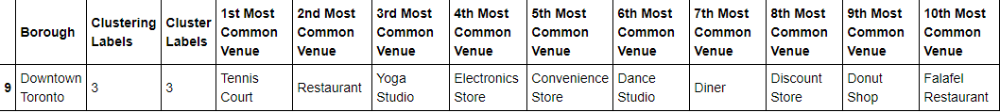 Borough Clustering Labels Cluster Labels 1st Most Common Venue 2nd Most Common Venue 3rd Most Common Venue 4th Most Common Venue 5th Most Common Venue 6th Most Common Venue 7th Most Common Venue 8th Most Common Venue 9th Most Common Venue 10th Most Common Venue
9 Downtown Toronto 3 3 Tennis Court Restaurant Yoga Studio Electronics Store Convenience Store Dance Studio Diner Discount Store Donut Shop Falafel Restaurant